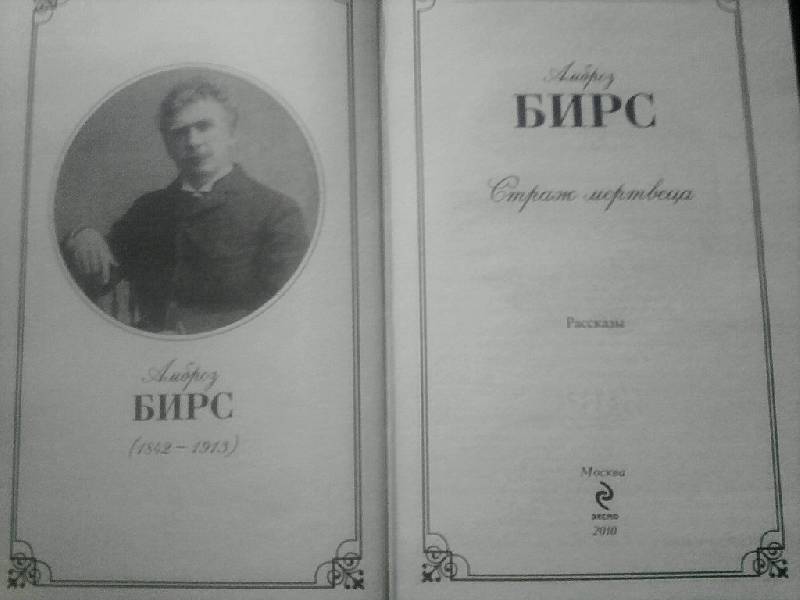 Амброз
БИРС
(1842 – 1913)
Амброз
БИРС
Страж мертвеца
Рассказы
Москва
ЭКСМО
2010